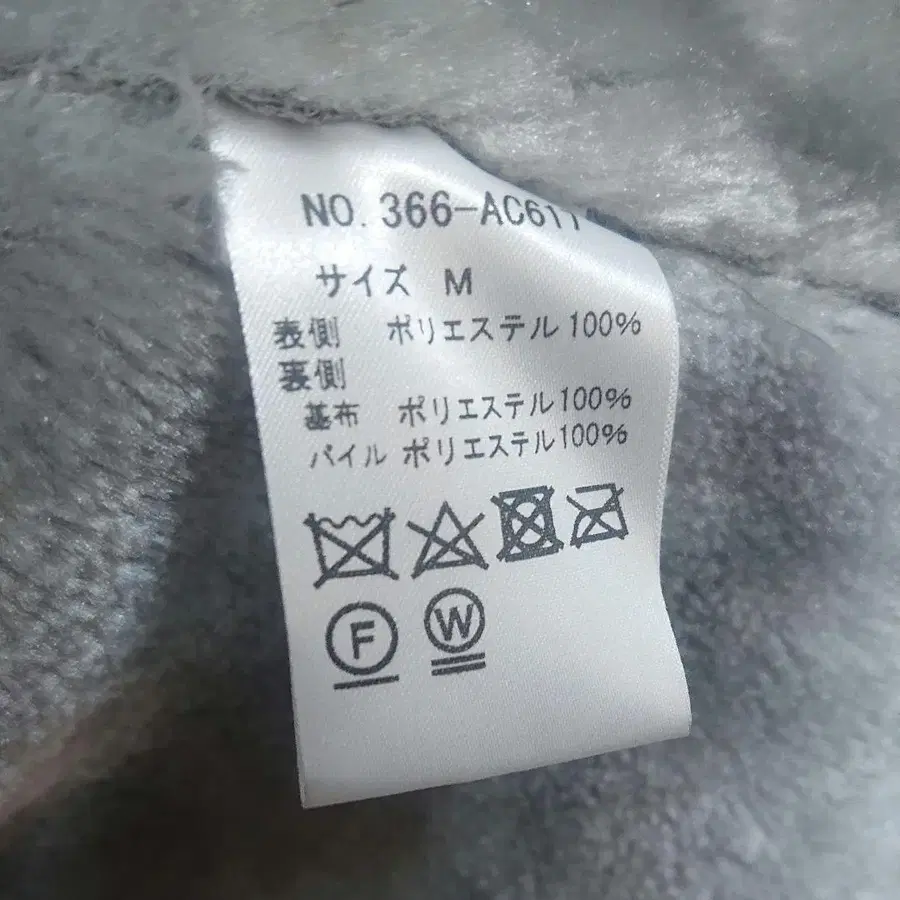 NO. 366-AC611
サイズ M
表側 ポリエステル100%
裏側
基布 ポリエステル100%
パイル ポリエステル100%
F W